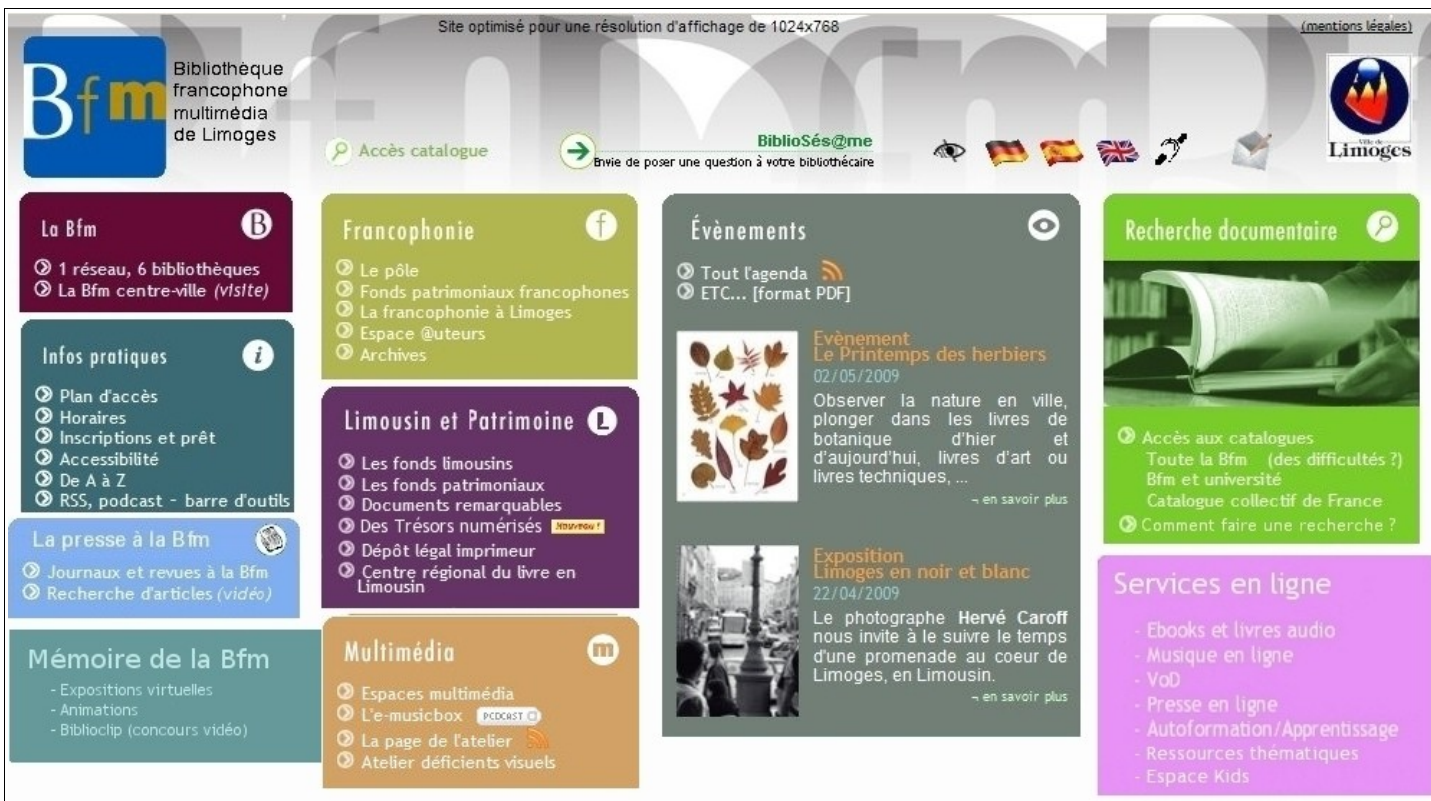 Site optimisé pour une résolution d'affichage de 1024x768
(mentions légales)
Bfm
Bibliothèque
francophone
multimédia
de Limoges
Accès catalogue
BiblioSés@me
Envie de poser une question à votre bibliothécaire
Ville de
Limoges
La Bfm
B
1 réseau, 6 bibliothèques
La Bfm centre-ville (visite)
Infos pratiques
i
Plan d'accès
Horaires
Inscriptions et prêt
Accessibilité
De A à Z
RSS, podcast - barre d'outils
La presse à la Bfm
Journaux et revues à la Bfm
Recherche d'articles (vidéo)
Mémoire de la Bfm
- Expositions virtuelles
- Animations
- Biblioclip (concours vidéo)
Francophonie
f
Le pôle
Fonds patrimoniaux francophones
La francophonie à Limoges
Espace @uteurs
Archives
Limousin et Patrimoine
L
Les fonds limousins
Les fonds patrimoniaux
Documents remarquables
Des Trésors numérisés Nouveau !
Dépôt légal imprimeur
Centre régional du livre en
Limousin
Multimédia
m
Espaces multimédia
L'e-musicbox PODCAST
La page de l'atelier
Atelier déficients visuels
Évènements
Tout l'agenda
ETC... [format PDF]
Evènement
Le Printemps des herbiers
02/05/2009
Observer la nature en ville,
plonger dans les livres de
botanique d'hier et
d'aujourd'hui, livres d'art ou
livres techniques, ...
¬ en savoir plus
Exposition
Limoges en noir et blanc
22/04/2009
Le photographe Hervé Caroff
nous invite à le suivre le temps
d'une promenade au coeur de
Limoges, en Limousin.
¬ en savoir plus
Recherche documentaire
Accès aux catalogues
Toute la Bfm (des difficultés ?)
Bfm et université
Catalogue collectif de France
Comment faire une recherche ?
Services en ligne
- Ebooks et livres audio
- Musique en ligne
- VoD
- Presse en ligne
- Autoformation/Apprentissage
- Ressources thématiques
- Espace Kids